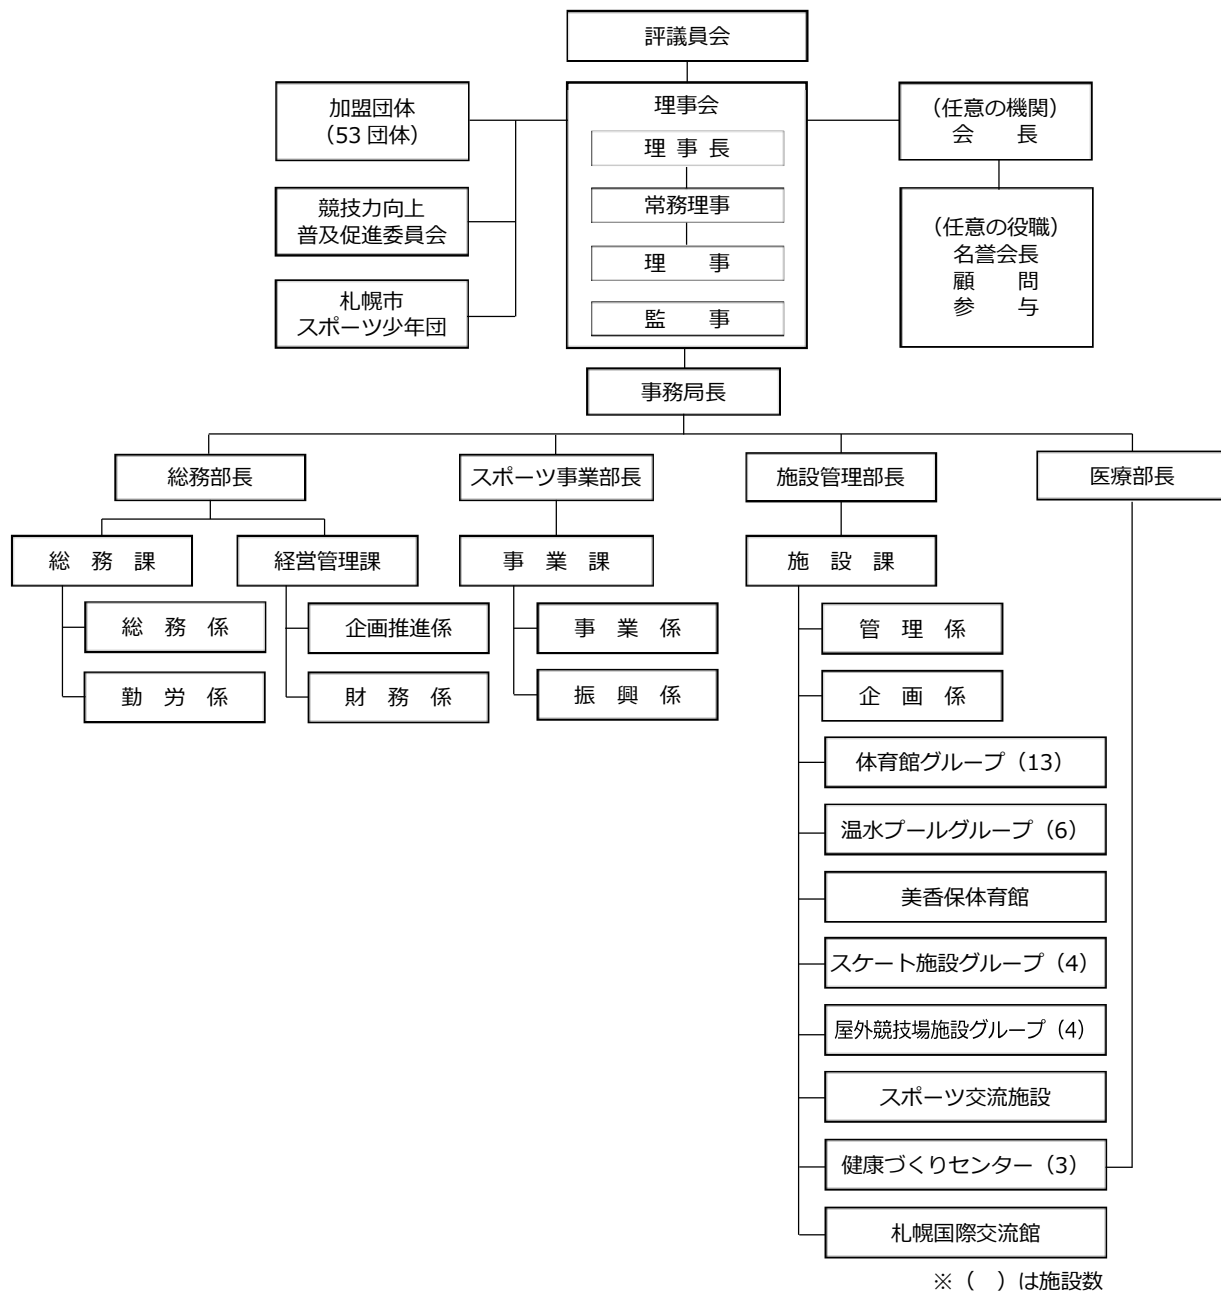 評議員会
加盟団体
（53 団体）
競技力向上
普及促進委員会
札幌市
スポーツ少年団
理事会
理 事 長
常務理事
理　　事
監　　事
（任意の機関）
会　　長
（任意の役職）
名誉会長
顧　　問
参　　与
事務局長
総務部長
スポーツ事業部長
施設管理部長
医療部長
総　務　課
経営管理課
事　業　課
施　設　課
総　務　係
勤　労　係
企画推進係
財　務　係
事　業　係
振　興　係
管　理　係
企　画　係
体育館グループ（13）
温水プールグループ（6）
美香保体育館
スケート施設グループ（4）
屋外競技場施設グループ（4）
スポーツ交流施設
健康づくりセンター（3）
札幌国際交流館
※（　）は施設数